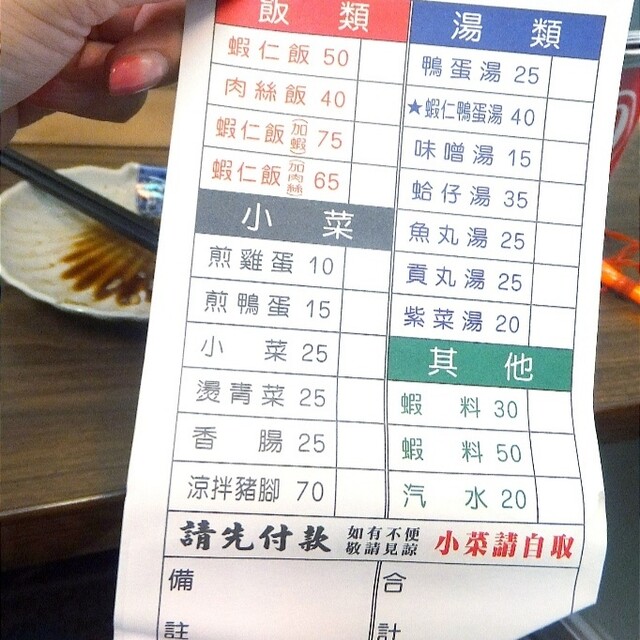 飯類
蝦仁飯 50
肉絲飯 40
蝦仁飯(加蝦) 75
蝦仁飯(加肉絲) 65
小菜
煎雞蛋 10
煎鴨蛋 15
小菜 25
燙青菜 25
香腸 25
涼拌豬腳 70
湯類
鴨蛋湯 25
★蝦仁鴨蛋湯 40
味噌湯 15
蛤仔湯 35
魚丸湯 25
貢丸湯 25
紫菜湯 20
其他
蝦料 30
蝦料 50
汽水 20
請先付款 如有不便 敬請見諒 小菜請自取
備註
合計